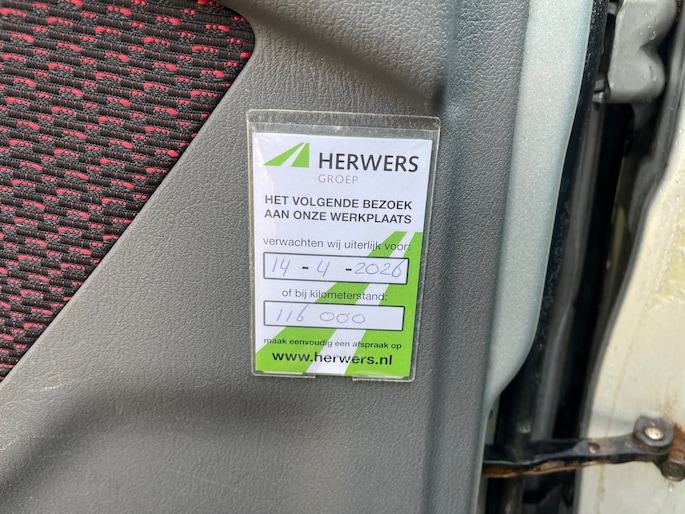 HERWERS
GROEP
HET VOLGENDE BEZOEK
AAN ONZE WERKPLAATS
verwachten wij uiterlijk voor:
14 - 4 - 2026
of bij kilometerstand:
116 000
maak eenvoudig een afspraak op
www.herwers.nl